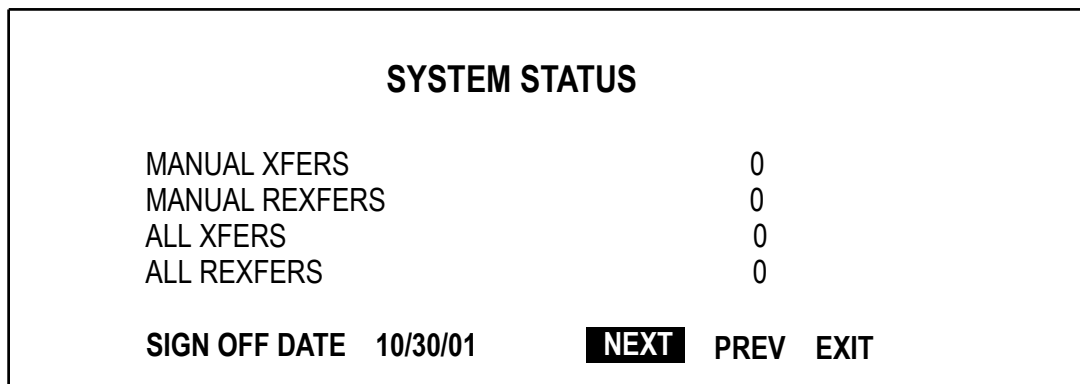 SYSTEM STATUS
MANUAL XFERS 0
MANUAL REXFERS 0
ALL XFERS 0
ALL REXFERS 0
SIGN OFF DATE 10/30/01 NEXT PREV EXIT